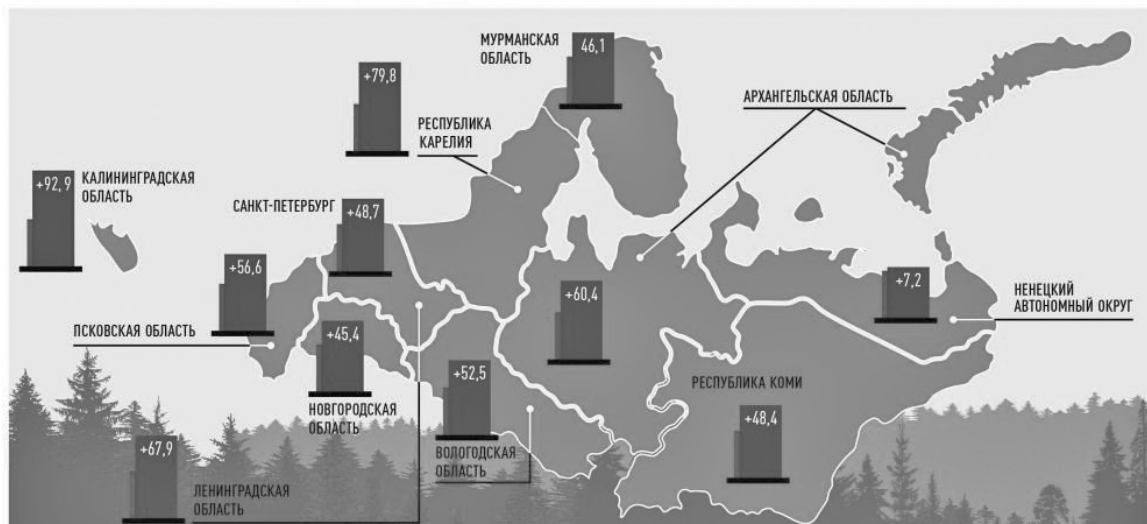 МУРМАНСКАЯ
ОБЛАСТЬ
46,1
+79,8
АРХАНГЕЛЬСКАЯ ОБЛАСТЬ
РЕСПУБЛИКА
КАРЕЛИЯ
+92,9
КАЛИНИНГРАДСКАЯ
ОБЛАСТЬ
САНКТ-ПЕТЕРБУРГ
+48,7
+56,6
+60,4
+7,2
НЕНЕЦКИЙ
АВТОНОМНЫЙ ОКРУГ
ПСКОВСКАЯ ОБЛАСТЬ
+45,4
НОВГОРОДСКАЯ
ОБЛАСТЬ
+52,5
ВОЛОГОДСКАЯ
ОБЛАСТЬ
РЕСПУБЛИКА КОМИ
+48,4
+67,9
ЛЕНИНГРАДСКАЯ
ОБЛАСТЬ